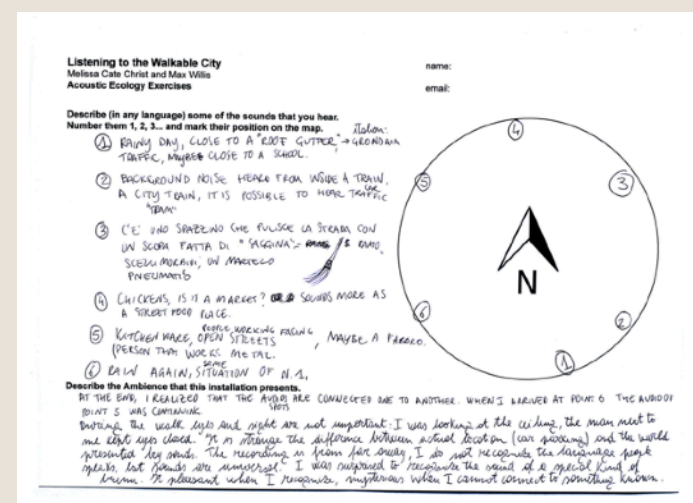 Listening to the Walkable City
Melissa Cate Christ and Max Willis
Acoustic Ecology Exercises
name:
email:
Describe (in any language) some of the sounds that you hear.
Number them 1, 2, 3... and mark their position on the map.
① RAINY DAY, CLOSE TO A "ROOF GUTTER," → italian: GRONDAIA
TRAFFIC, MAYBE CLOSE TO A SCHOOL.
② BACKGROUND NOISE HEARD FROM INSIDE A TRAIN.
A CITY TRAIN, IT IS POSSIBLE TO HEAR CAR TRAFFIC
"TRAM"
③ C'E' UNO SPAZZINO CHE PULISCE LA STRADA CON
UN SCOPA FATTA DI "SAGGINA"
UN MARTELLO
PNEUMATIC
④ CHICKENS, IS IT A MARKET? SOUNDS MORE AS
A STREET FOOD PLACE.
⑤ KITCHEN WARE, OPEN STREETS PEOPLE WORKING FACING, MAYBE A FABBRO.
(PERSON THAT WORKS METAL.
⑥ RAIN AGAIN, SAME SITUATION OF N.1,
Describe the Ambience that this installation presents.
AT THE END, I REALIZED THAT THE AUDIO SPOTS ARE CONNECTED ONE TO ANOTHER. WHEN I ARRIVED AT POINT 6 THE AUDIO OF
POINT 5 WAS CONTINUING.
During the walk eyes and sight are not important. I was looking at the ceiling, the man next to
me kept eyes closed. It is strange the difference between actual location (car parking) and the world
presented by sounds. The recording is from far away, I do not recognize the language people
speaks, but sounds are universal. I was surprised to recognize the sound of a special kind of
broom. It pleasant when I recognize, mysterious when I cannot connect to something known.
④
⑤
③
N
⑥
②
①